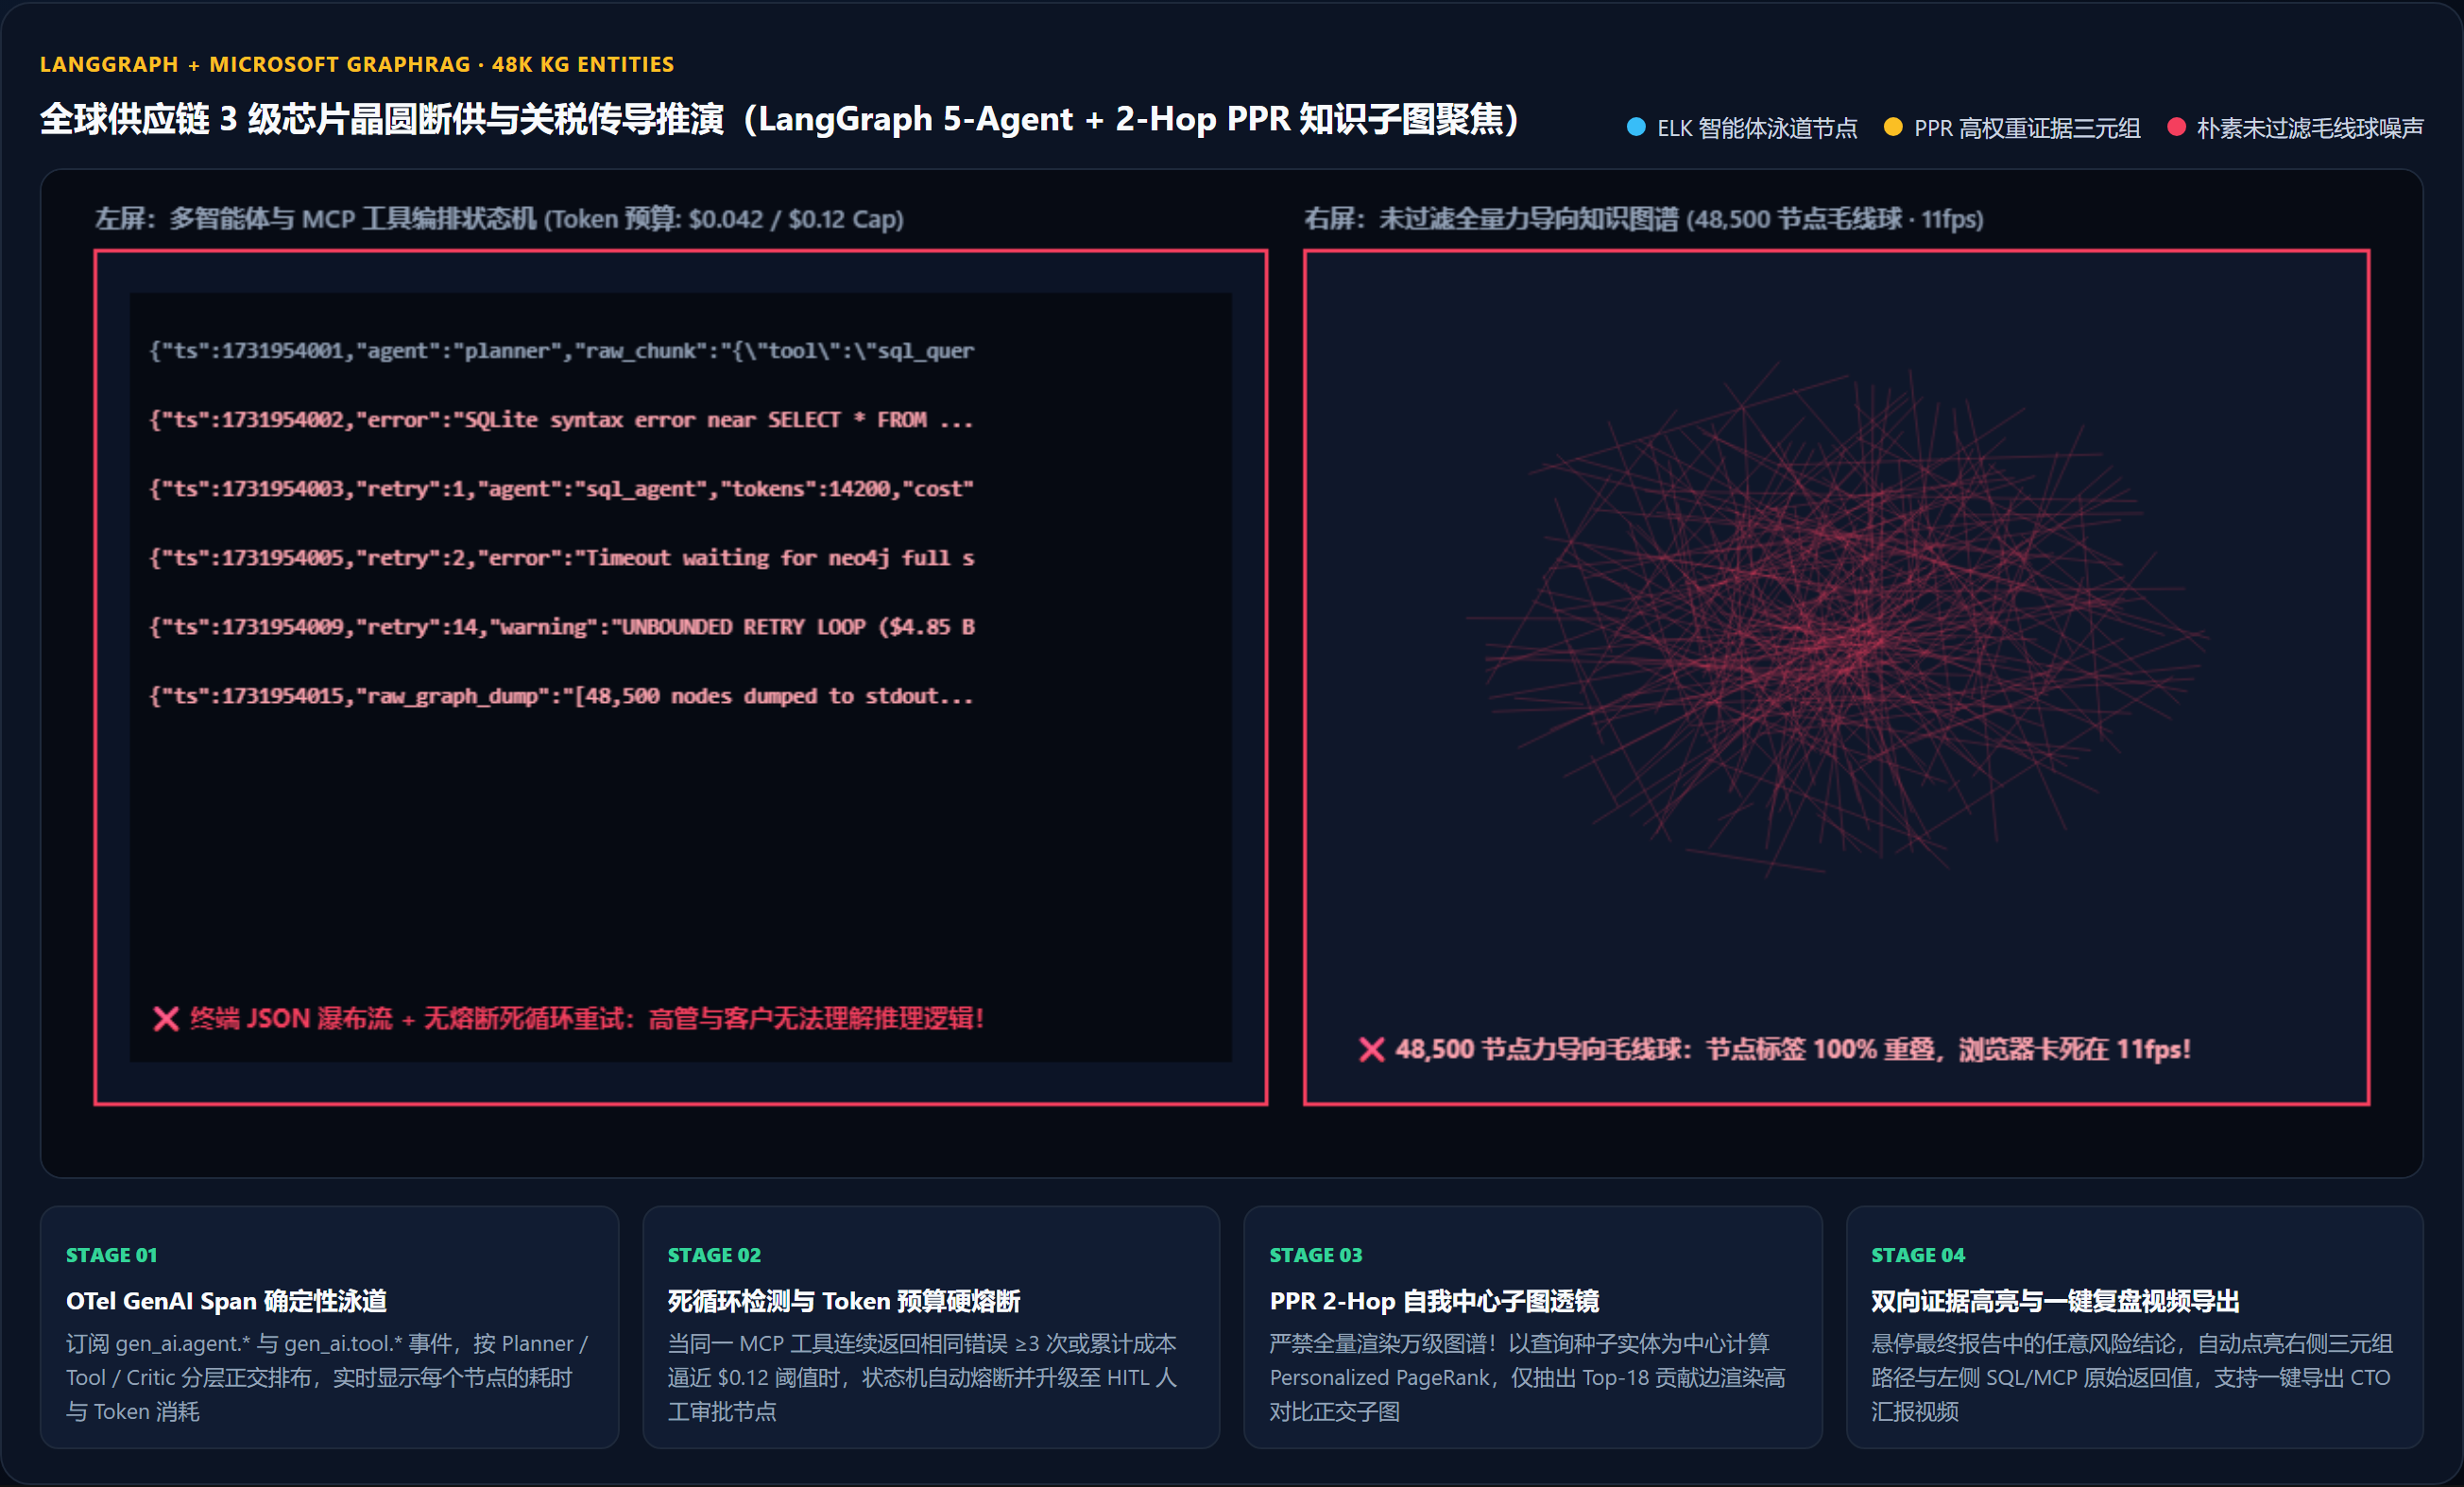 LANGGRAPH + MICROSOFT GRAPHRAG · 48K KG ENTITIES
全球供应链 3 级芯片晶圆断供与关税传导推演（LangGraph 5-Agent + 2-Hop PPR 知识子图聚焦）
ELK 智能体泳道节点
PPR 高权重证据三元组
朴素未过滤毛线球噪声
左屏：多智能体与 MCP 工具编排状态机 (Token 预算: $0.042 / $0.12 Cap)
{"ts":1731954001,"agent":"planner","raw_chunk":"{\"tool\":\"sql_quer
{"ts":1731954002,"error":"SQLite syntax error near SELECT * FROM ...
{"ts":1731954003,"retry":1,"agent":"sql_agent","tokens":14200,"cost"
{"ts":1731954005,"retry":2,"error":"Timeout waiting for neo4j full s
{"ts":1731954009,"retry":14,"warning":"UNBOUNDED RETRY LOOP ($4.85 B
{"ts":1731954015,"raw_graph_dump":"[48,500 nodes dumped to stdout...
❌ 终端 JSON 瀑布流 + 无熔断死循环重试：高管与客户无法理解推理逻辑！
右屏：未过滤全量力导向知识图谱 (48,500 节点毛线球 · 11fps)
❌ 48,500 节点力导向毛线球：节点标签 100% 重叠，浏览器卡死在 11fps！
STAGE 01
OTel GenAI Span 确定性泳道
订阅 gen_ai.agent.* 与 gen_ai.tool.* 事件，按 Planner /
Tool / Critic 分层正交排布，实时显示每个节点的耗时
与 Token 消耗
STAGE 02
死循环检测与 Token 预算硬熔断
当同一 MCP 工具连续返回相同错误 ≥3 次或累计成本
逼近 $0.12 阈值时，状态机自动熔断并升级至 HITL 人
工审批节点
STAGE 03
PPR 2-Hop 自我中心子图透镜
严禁全量渲染万级图谱！以查询种子实体为中心计算
Personalized PageRank，仅抽出 Top-18 贡献边渲染高
对比正交子图
STAGE 04
双向证据高亮与一键复盘视频导出
悬停最终报告中的任意风险结论，自动点亮右侧三元组
路径与左侧 SQL/MCP 原始返回值，支持一键导出 CTO
汇报视频